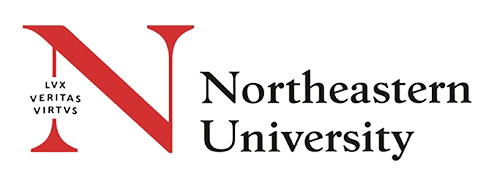 N
LVX
VERITAS
VIRTVS
Northeastern
University